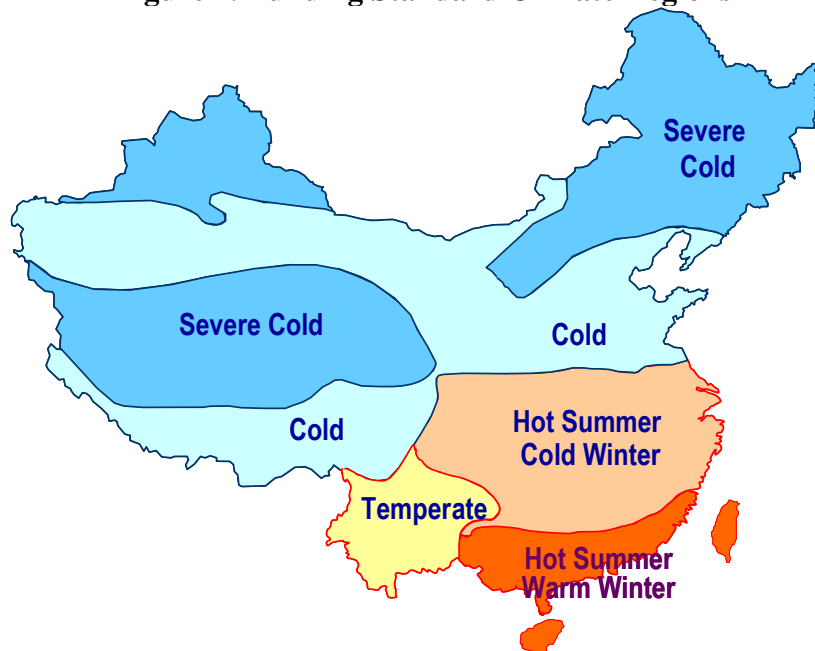 Severe
Cold
Severe Cold
Cold
Cold
Hot Summer
Cold Winter
Temperate
Hot Summer
Warm Winter